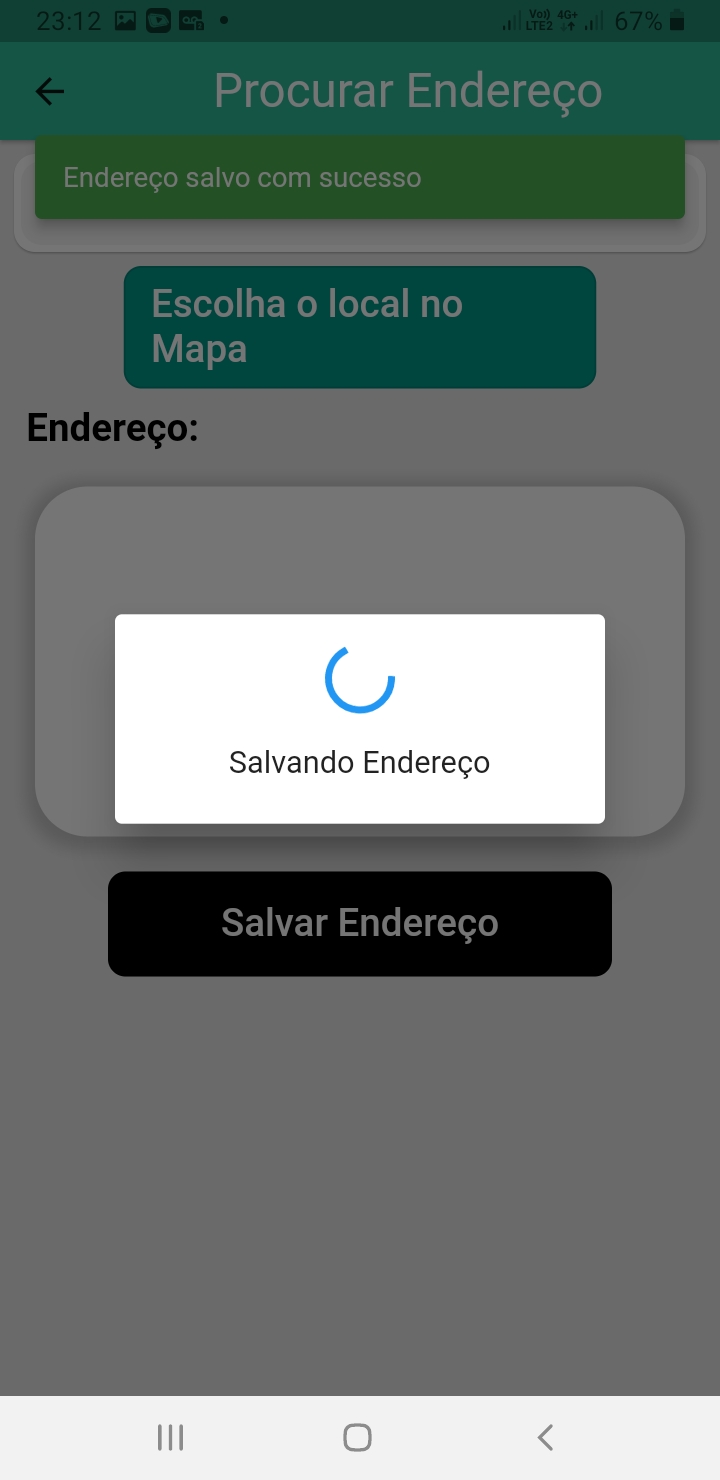 23:12
Vo)) 4G+ 67%
LTE2
Procurar Endereço
Endereço salvo com sucesso
Escolha o local no
Mapa
Endereço:
Salvando Endereço
Salvar Endereço